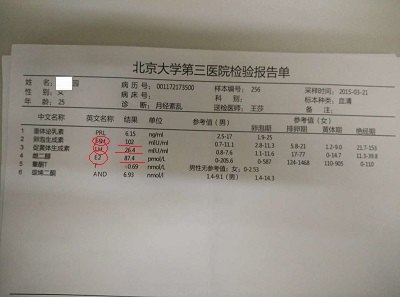 北京大学第三医院检验报告单
姓 名: 园 病 历 号: 001172173500 样本编号: 256 采样时间: 2015-03-21
性 别: 女 病 床 号: 科 别: 标本种类: 血清
年 龄: 25 诊 断: 月经紊乱 送检医师: 王莎 备 注:
参考值(女)
中文名称 英文名称 结果 单位 参考值(男) 卵泡期 排卵期 黄体期 绝经期
1 垂体泌乳素 PRL 6.15 ng/ml 2.5-17 1.9-25
2 卵泡生成素 FSH 102 mIU/ml 0.7-11.1 2.8-11.3 5.8-21 1.2-9.0 21.7-153
3 促黄体生成素 LH 26.4 mIU/ml 0.8-7.6 1.1-11.6 17-77 0-14.7 11.3-39.8
4 雌二醇 E2 87.4 pmol/L 0-205.6 0-587 124-1468 110-905 0-110
5 睾酮T <0.69 nmol/l 男性无参考值女: 0-2.53
6 雄烯二酮 AND 6.93 nmol/l 1.4-9.1(男) 1.4-14.3